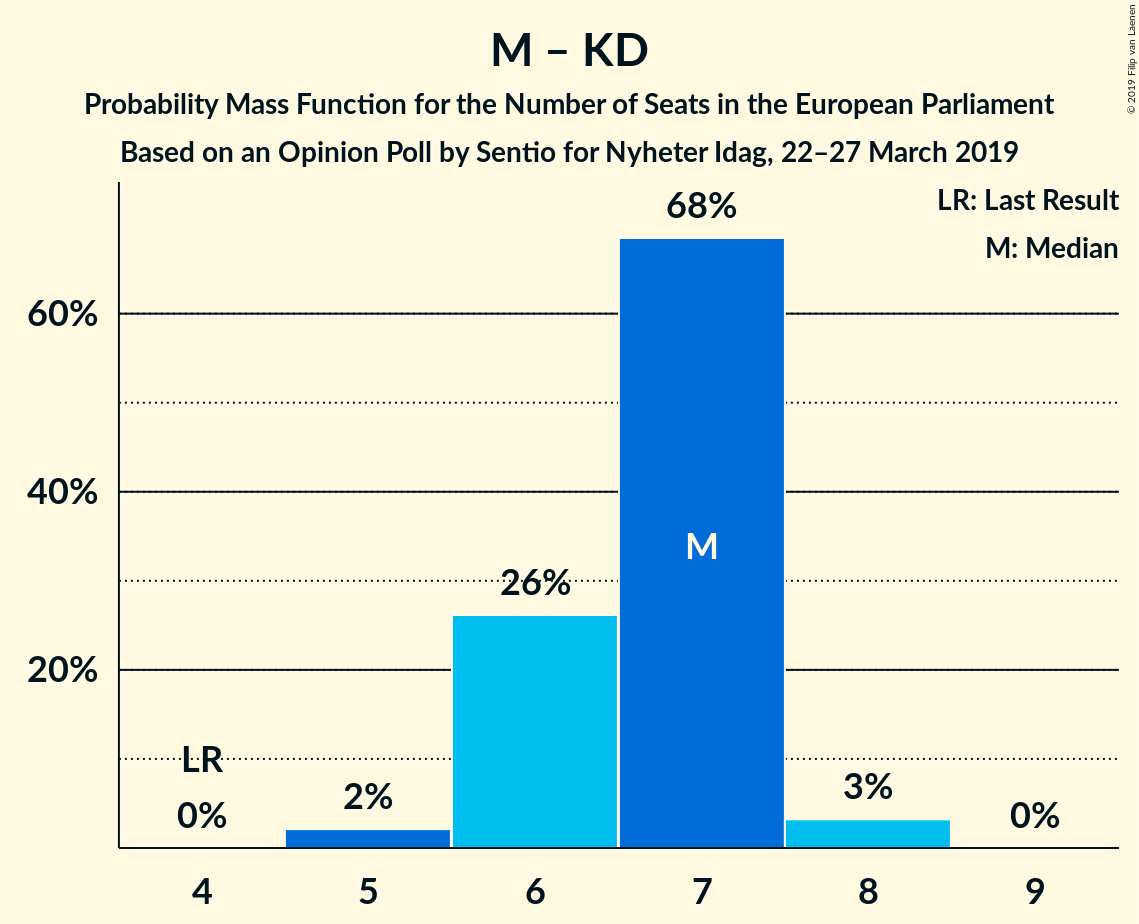 M – KD
Probability Mass Function for the Number of Seats in the European Parliament
Based on an Opinion Poll by Sentio for Nyheter Idag, 22–27 March 2019
© 2019 Filip van Laenen
LR: Last Result
M: Median
68%
60%
M
40%
26%
20%
LR
0%
2%
3%
0%
4 5 6 7 8 9